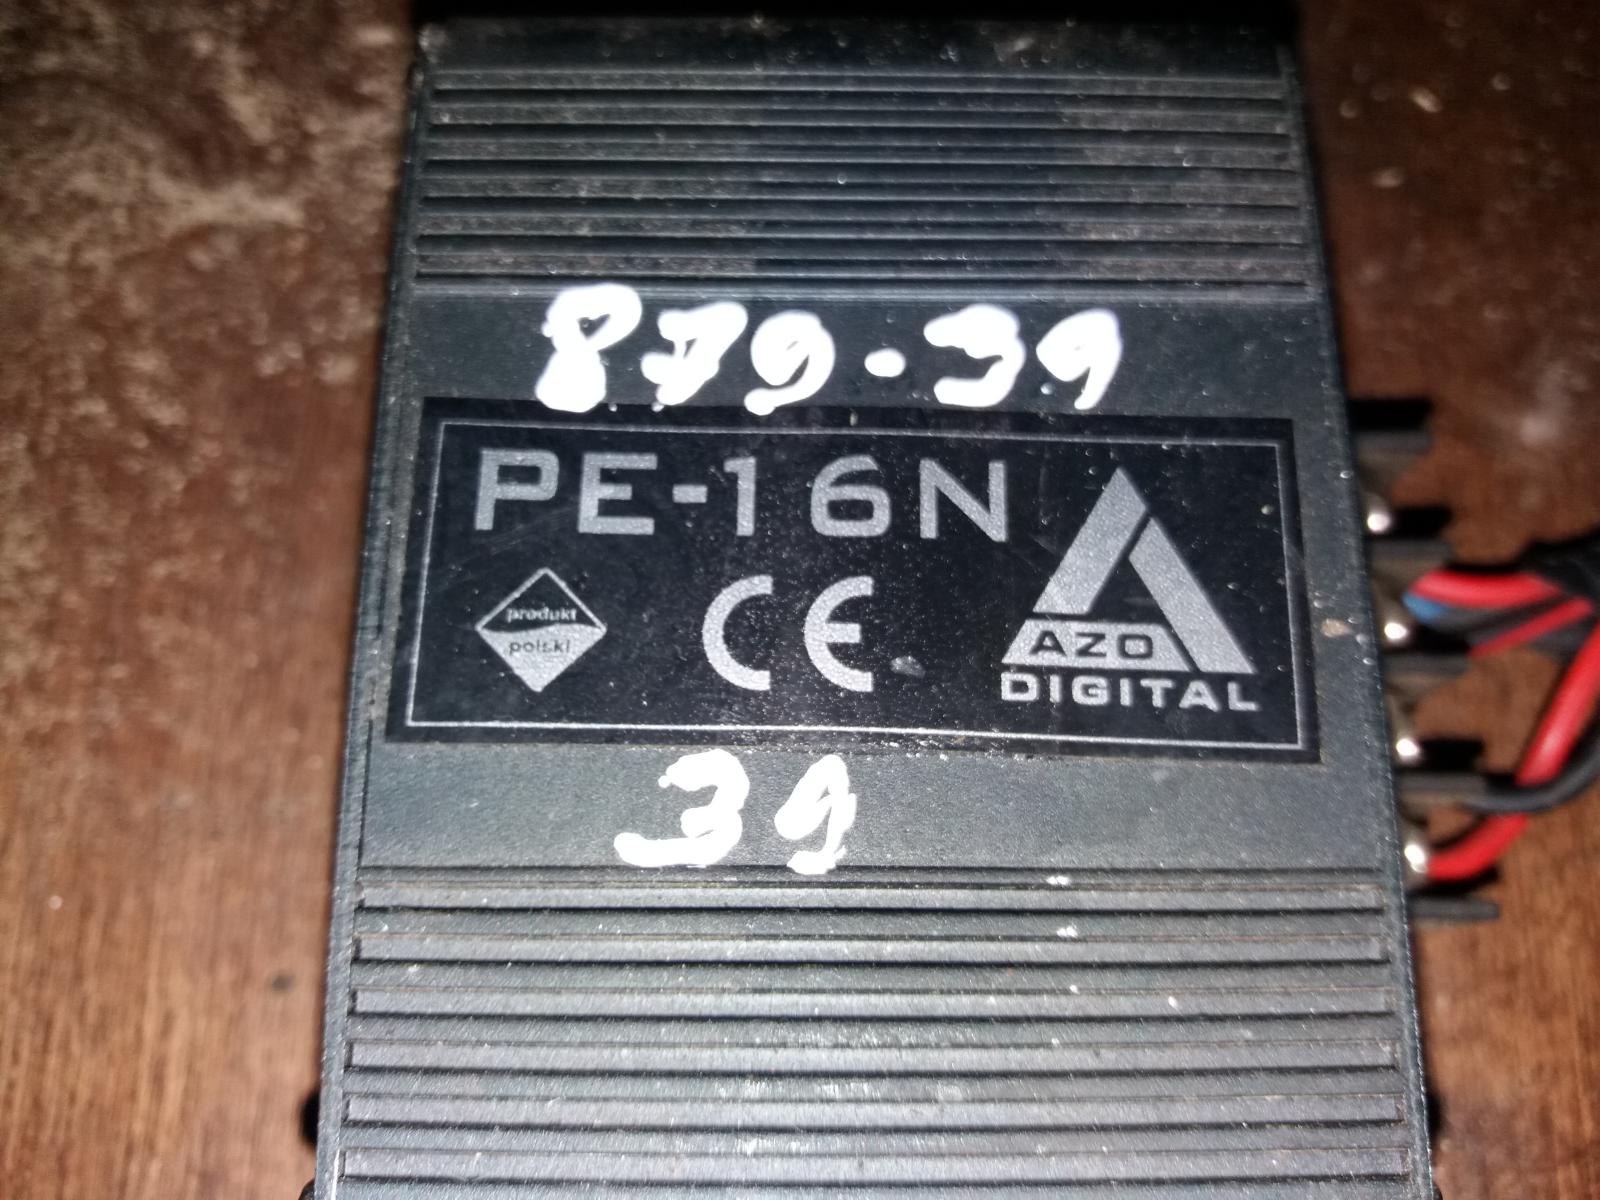 879-39
PE-16N
produkt
polski
CE
AZO
DIGITAL
39